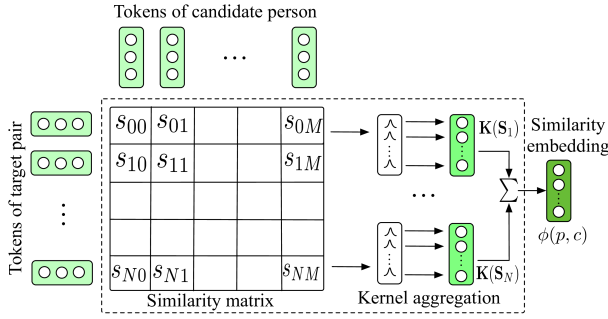 Tokens of candidate person
...
Tokens of target pair
...
s00 s01 s0M
s10 s11 s1M
sN0 sN1 sNM
Similarity matrix
K(S1)
...
K(SN)
Kernel aggregation
∑
Similarity
embedding
ϕ(p, c)